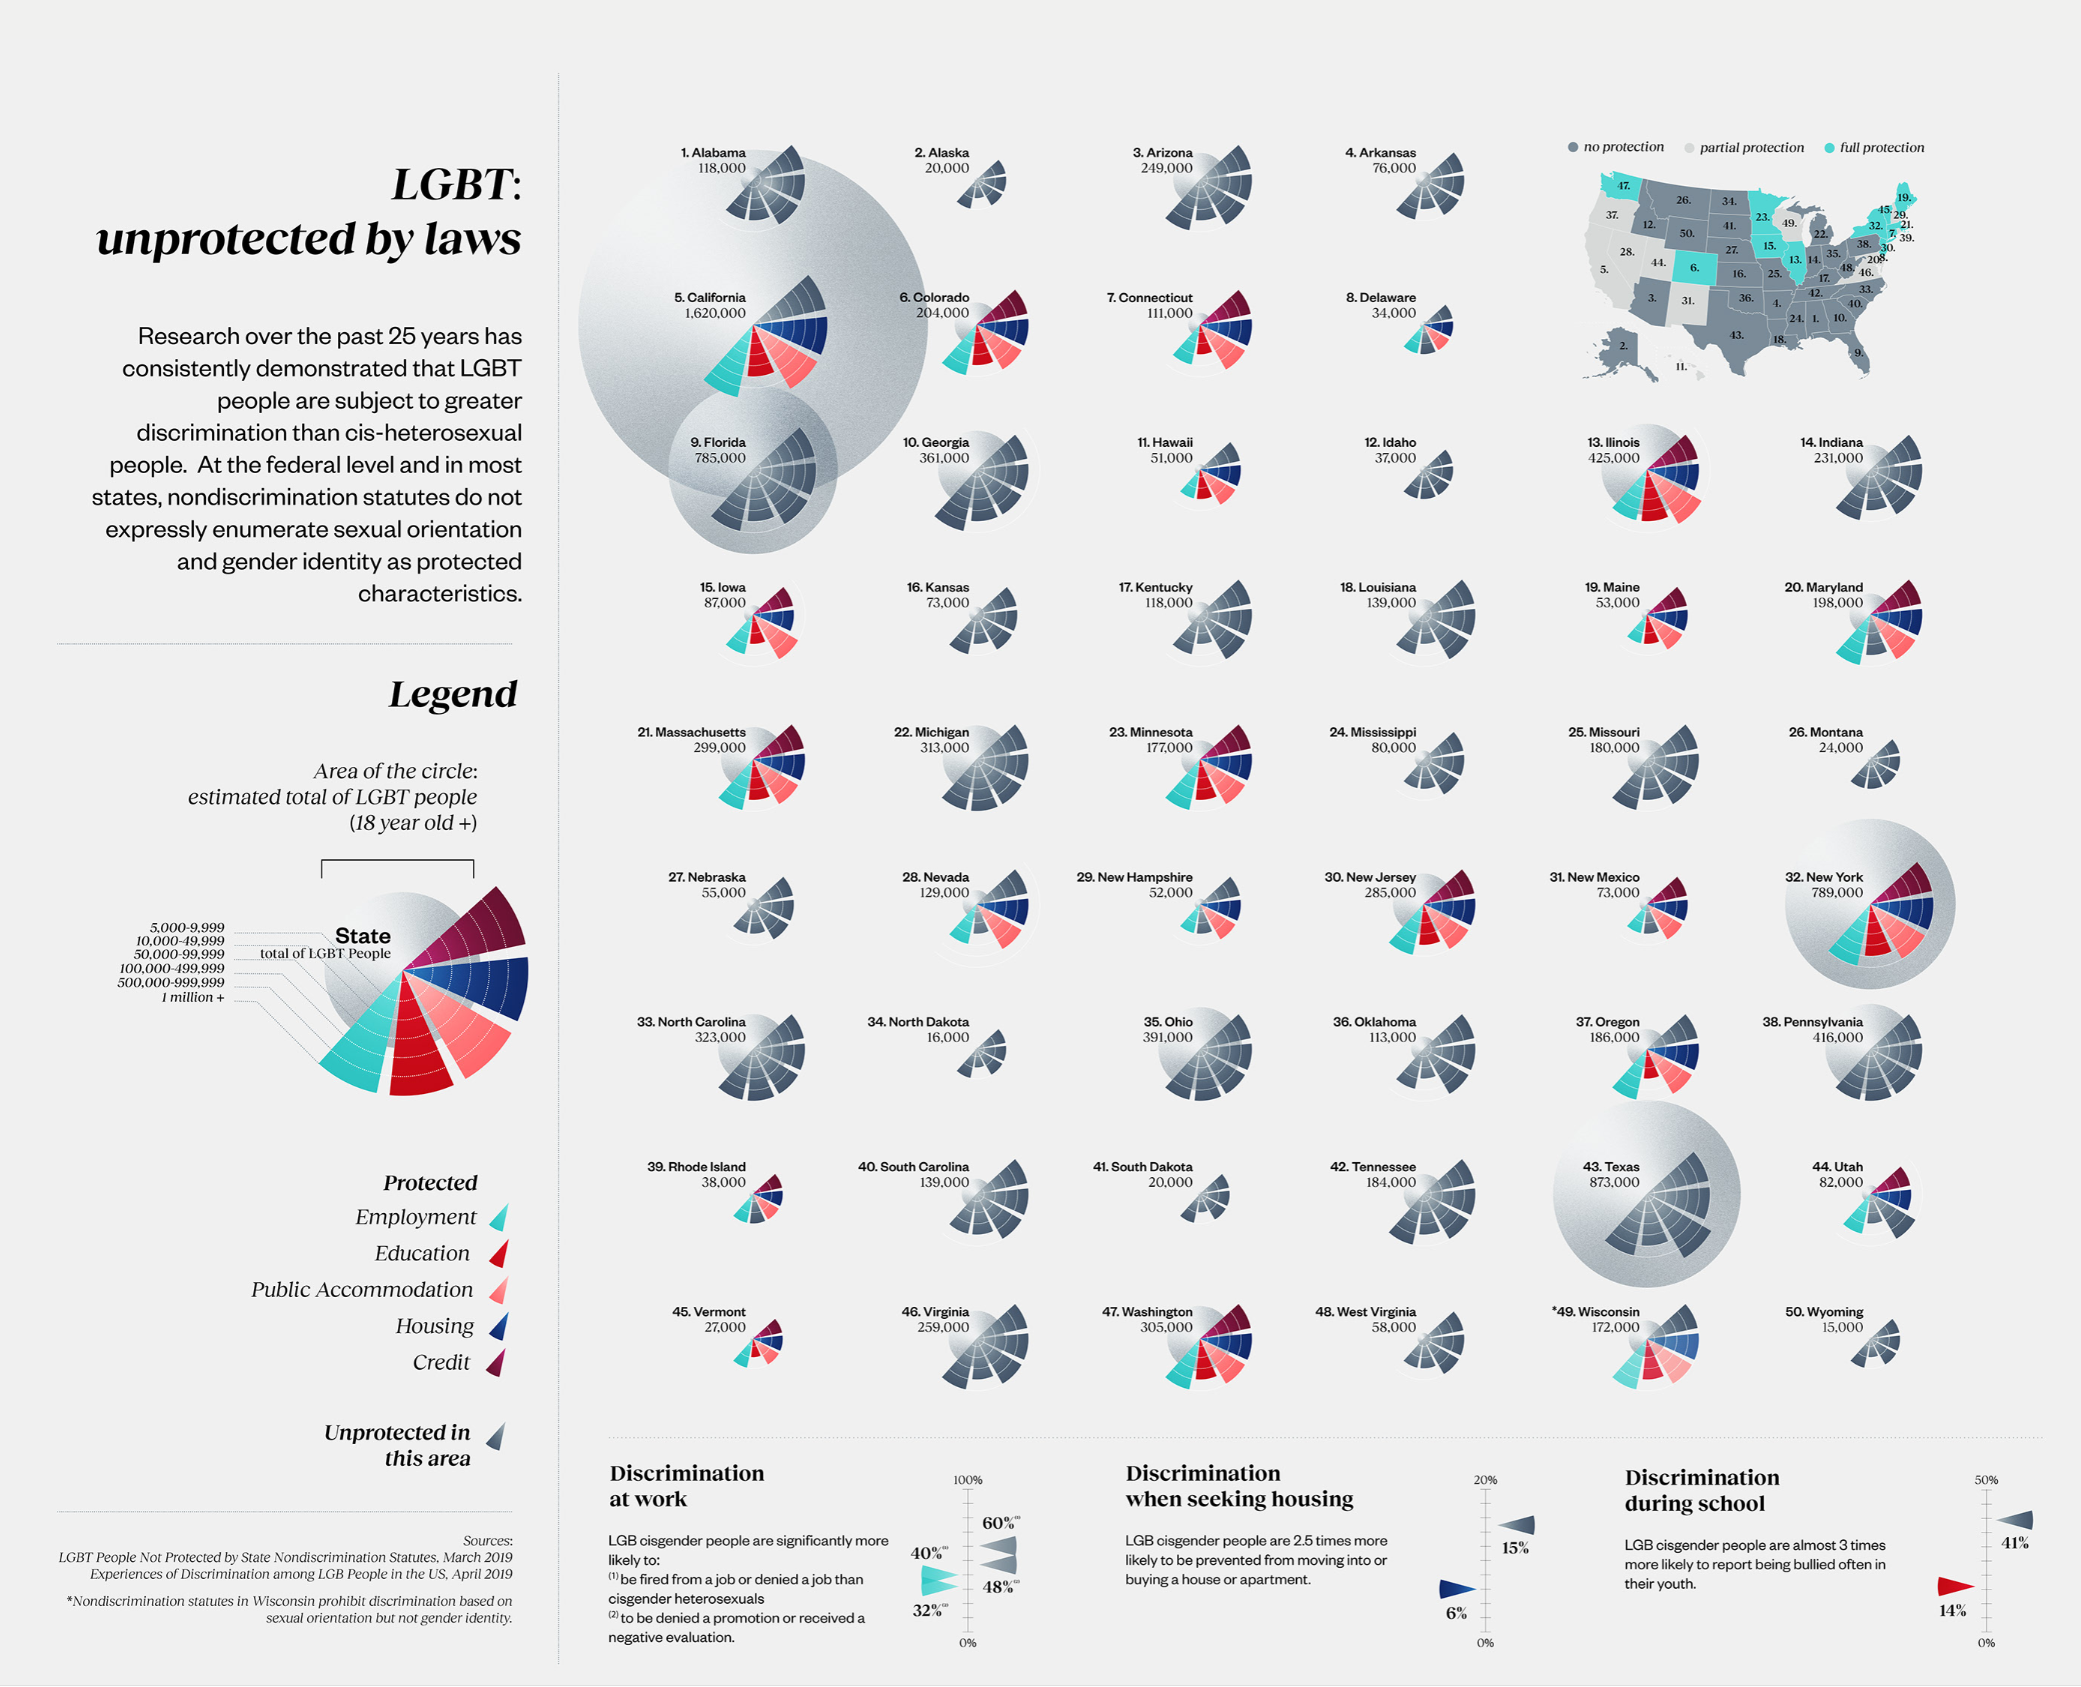 LGBT:
unprotected by laws
Research over the past 25 years has
consistently demonstrated that LGBT
people are subject to greater
discrimination than cis-heterosexual
people.  At the federal level and in most
states, nondiscrimination statutes do not
expressly enumerate sexual orientation
and gender identity as protected
characteristics.
Legend
Area of the circle:
estimated total of LGBT people
(18 year old +)
State
total of LGBT People
5,000-9,999
10,000-49,999
50,000-99,999
100,000-499,999
500,000-999,999
1 million +
Protected
Employment
Education
Public Accommodation
Housing
Credit
Unprotected in
this area
Sources:
LGBT People Not Protected by State Nondiscrimination Statutes, March 2019
Experiences of Discrimination among LGB People in the US, April 2019
*Nondiscrimination statutes in Wisconsin prohibit discrimination based on
sexual orientation but not gender identity.
1. Alabama
118,000
2. Alaska
20,000
3. Arizona
249,000
4. Arkansas
76,000
no protection
partial protection
full protection
47.
37.
5.
28.
12.
26.
50.
44.
3.
6.
31.
34.
41.
27.
16.
36.
43.
23.
15.
25.
4.
18.
49.
13.
22.
14.
35.
17.
42.
24.
1.
10.
9.
40.
33.
46.
48.
38.
20.
8.
30.
32.
7.
45.
29.
21.
39.
19.
2.
11.
5. California
1,620,000
6. Colorado
204,000
7. Connecticut
111,000
8. Delaware
34,000
9. Florida
785,000
10. Georgia
361,000
11. Hawaii
51,000
12. Idaho
37,000
13. Ilinois
425,000
14. Indiana
231,000
15. Iowa
87,000
16. Kansas
73,000
17. Kentucky
118,000
18. Louisiana
139,000
19. Maine
53,000
20. Maryland
198,000
21. Massachusetts
299,000
22. Michigan
313,000
23. Minnesota
177,000
24. Mississippi
80,000
25. Missouri
180,000
26. Montana
24,000
27. Nebraska
55,000
28. Nevada
129,000
29. New Hampshire
52,000
30. New Jersey
285,000
31. New Mexico
73,000
32. New York
789,000
33. North Carolina
323,000
34. North Dakota
16,000
35. Ohio
391,000
36. Oklahoma
113,000
37. Oregon
186,000
38. Pennsylvania
416,000
39. Rhode Island
38,000
40. South Carolina
139,000
41. South Dakota
20,000
42. Tennessee
184,000
43. Texas
873,000
44. Utah
82,000
45. Vermont
27,000
46. Virginia
259,000
47. Washington
305,000
48. West Virginia
58,000
*49. Wisconsin
172,000
50. Wyoming
15,000
Discrimination
at work
LGB cisgender people are significantly more
likely to:
(1) be fired from a job or denied a job than
cisgender heterosexuals
(2) to be denied a promotion or received a
negative evaluation.
100%
60%
40%
48%
32%
0%
Discrimination
when seeking housing
LGB cisgender people are 2.5 times more
likely to be prevented from moving into or
buying a house or apartment.
20%
15%
6%
0%
Discrimination
during school
LGB cisgender people are almost 3 times
more likely to report being bullied often in
their youth.
50%
41%
14%
0%